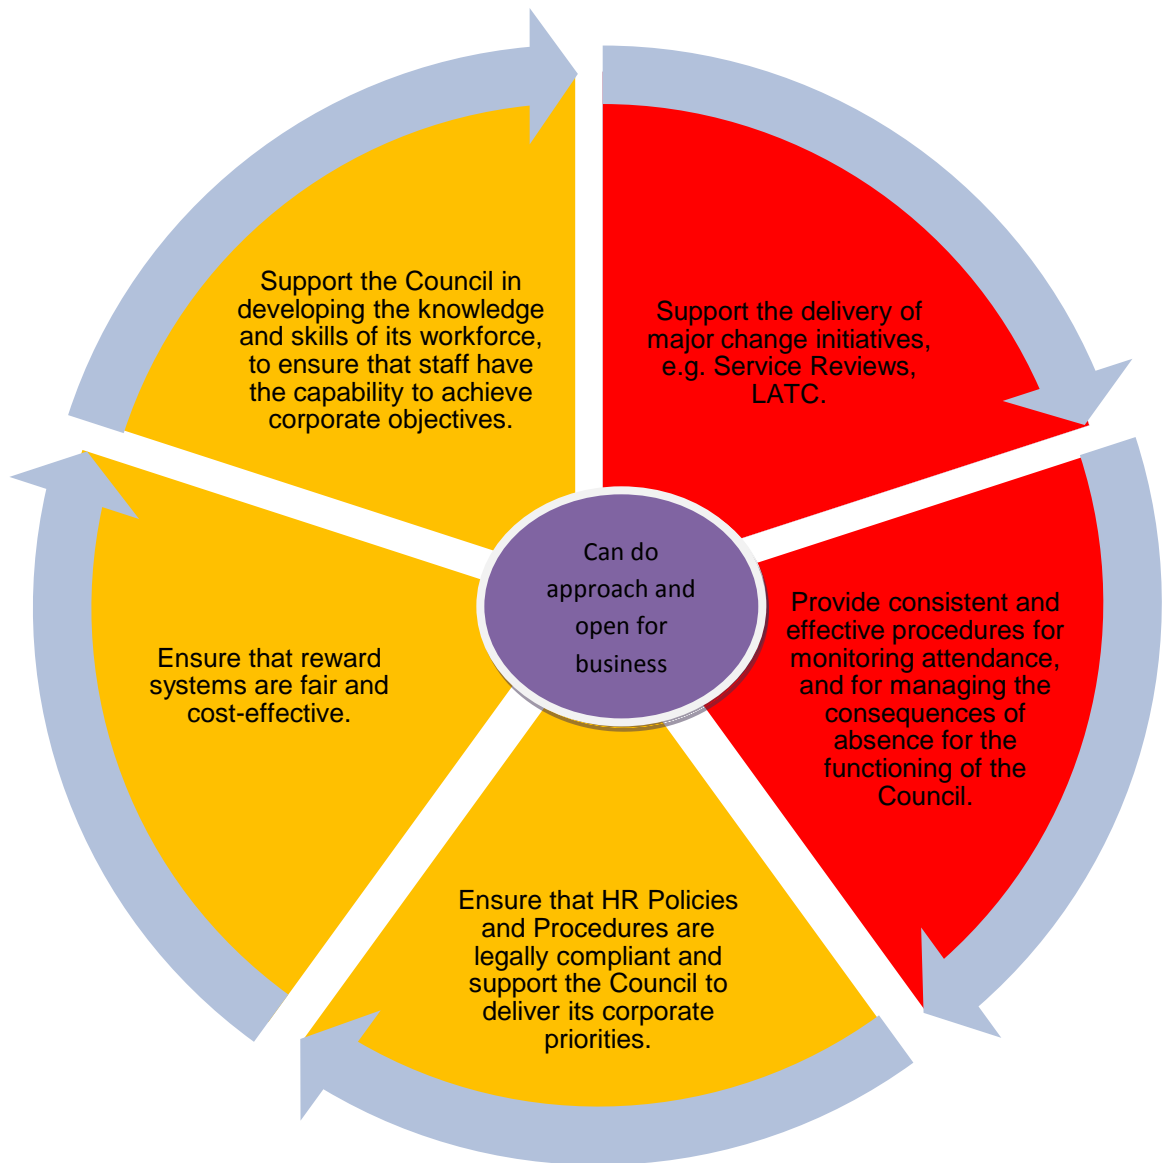 Support the Council in
developing the knowledge
and skills of its workforce,
to ensure that staff have
the capability to achieve
corporate objectives.
Support the delivery of
major change initiatives,
e.g. Service Reviews,
LATC.
Can do
approach and
open for
business
Provide consistent and
effective procedures for
monitoring attendance,
and for managing the
consequences of
absence for the
functioning of the
Council.
Ensure that reward
systems are fair and
cost-effective.
Ensure that HR Policies
and Procedures are
legally compliant and
support the Council to
deliver its corporate
priorities.